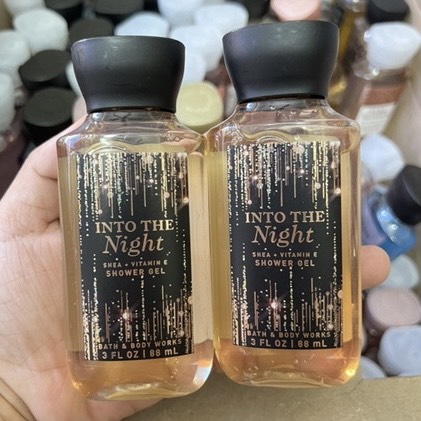 INTO THE
Night
SHEA + VITAMIN E
SHOWER GEL
BATH & BODY WORKS
3 FL OZ | 88 mL
INTO THE
Night
SHEA + VITAMIN E
SHOWER GEL
BATH & BODY WORKS
3 FL OZ | 88 mL